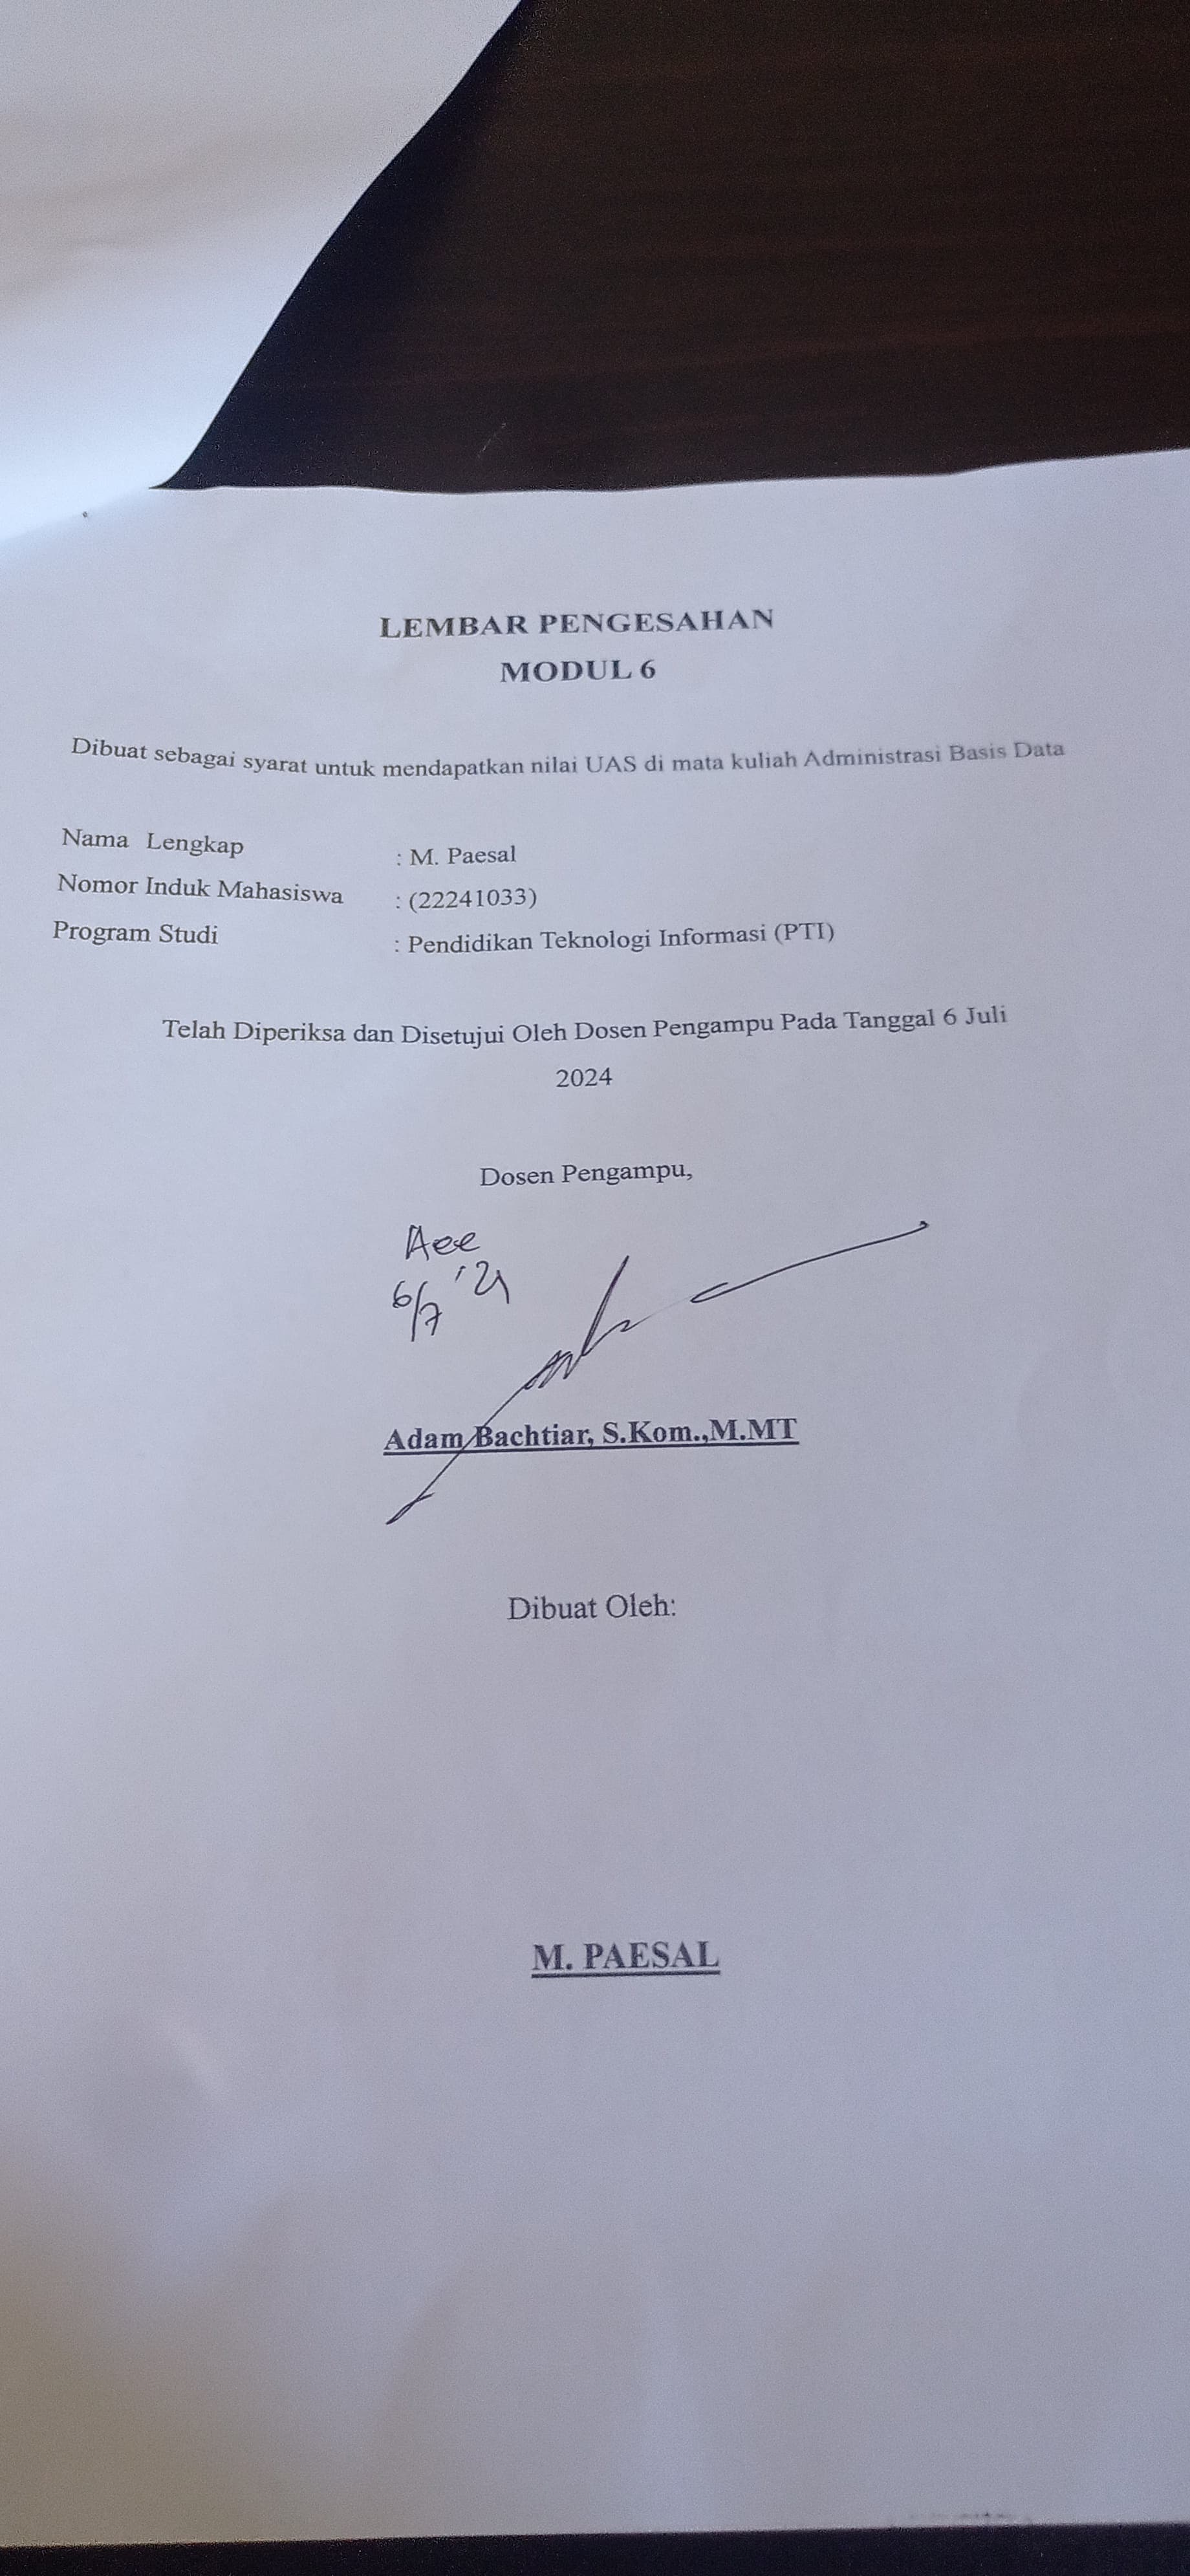 LEMBAR PENGESAHAN
MODUL 6
Dibuat sebagai syarat untuk mendapatkan nilai UAS di mata kuliah Administrasi Basis Data
Nama Lengkap : M. Paesal
Nomor Induk Mahasiswa : (22241033)
Program Studi : Pendidikan Teknologi Informasi (PTI)
Telah Diperiksa dan Disetujui Oleh Dosen Pengampu Pada Tanggal 6 Juli
2024
Dosen Pengampu,
Acc
6/7 '24
Adam Bachtiar, S.Kom.,M.MT
Dibuat Oleh:
M. PAESAL